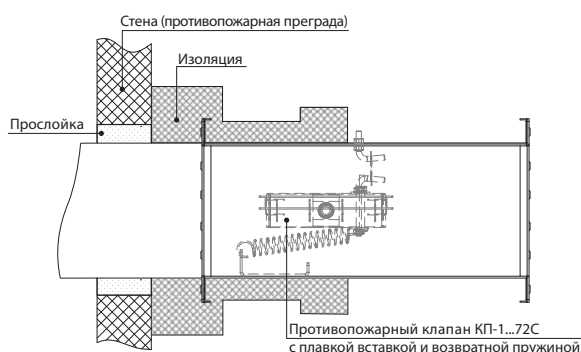 Стена (противопожарная преграда)
Изоляция
Прослойка
Противопожарный клапан КП-1...72С
с плавкой вставкой и возвратной пружиной